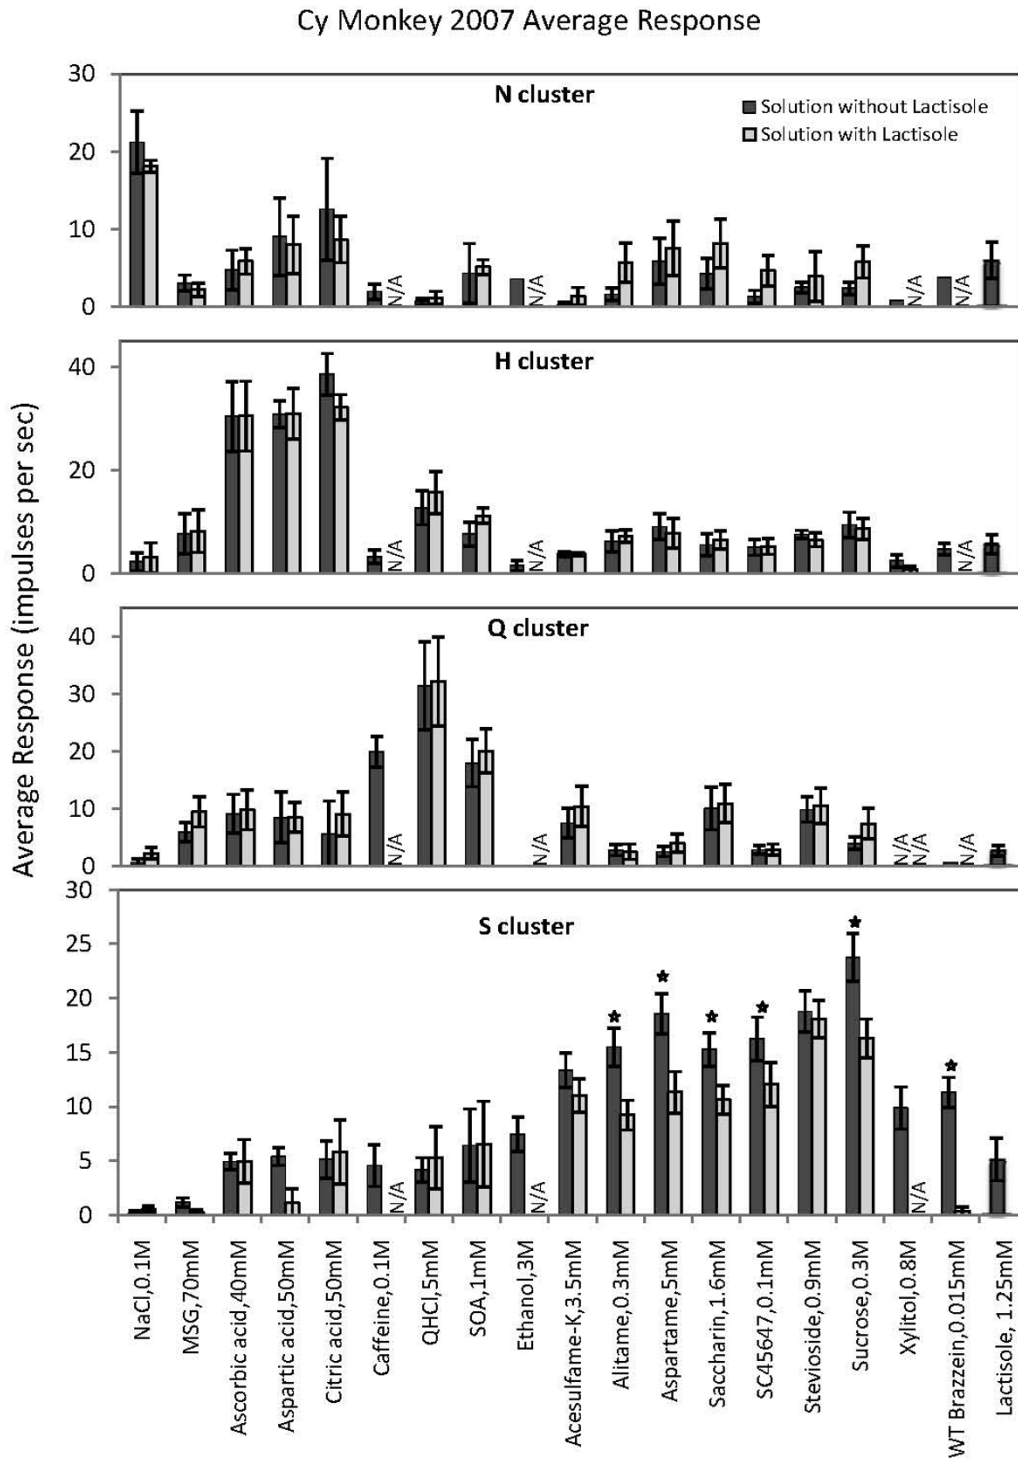 Cy Monkey 2007 Average Response
Average Response (impulses per sec)
30
20
10
0
N cluster
Solution without Lactisole
Solution with Lactisole
N/A
N/A
N/A
N/A
40
20
0
H cluster
N/A
N/A
N/A
40
30
20
10
0
Q cluster
N/A
N/A
N/A
N/A
N/A
30
25
20
15
10
5
0
S cluster
N/A
N/A
N/A
NaCl,0.1M
MSG,70mM
Ascorbic acid,40mM
Aspartic acid,50mM
Citric acid,50mM
Caffeine,0.1M
QHCl,5mM
SOA,1mM
Ethanol,3M
Acesulfame-K,3.5mM
Alitame,0.3mM
Aspartame,5mM
Saccharin,1.6mM
SC45647,0.1mM
Stevioside,0.9mM
Sucrose,0.3M
Xylitol,0.8M
WT Brazzein,0.015mM
Lactisole, 1.25mM